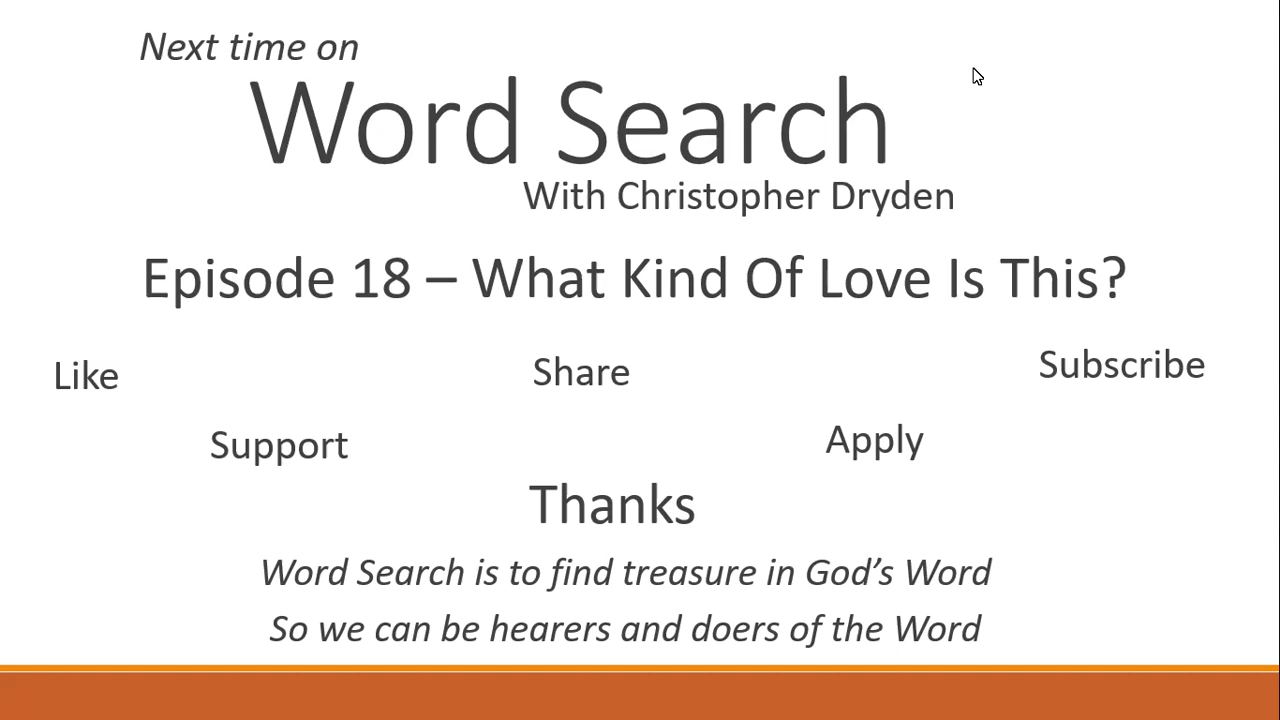 Next time on
Word Search
With Christopher Dryden
Episode 18 – What Kind Of Love Is This?
Like Share Subscribe
Support Apply
Thanks
Word Search is to find treasure in God’s Word
So we can be hearers and doers of the Word